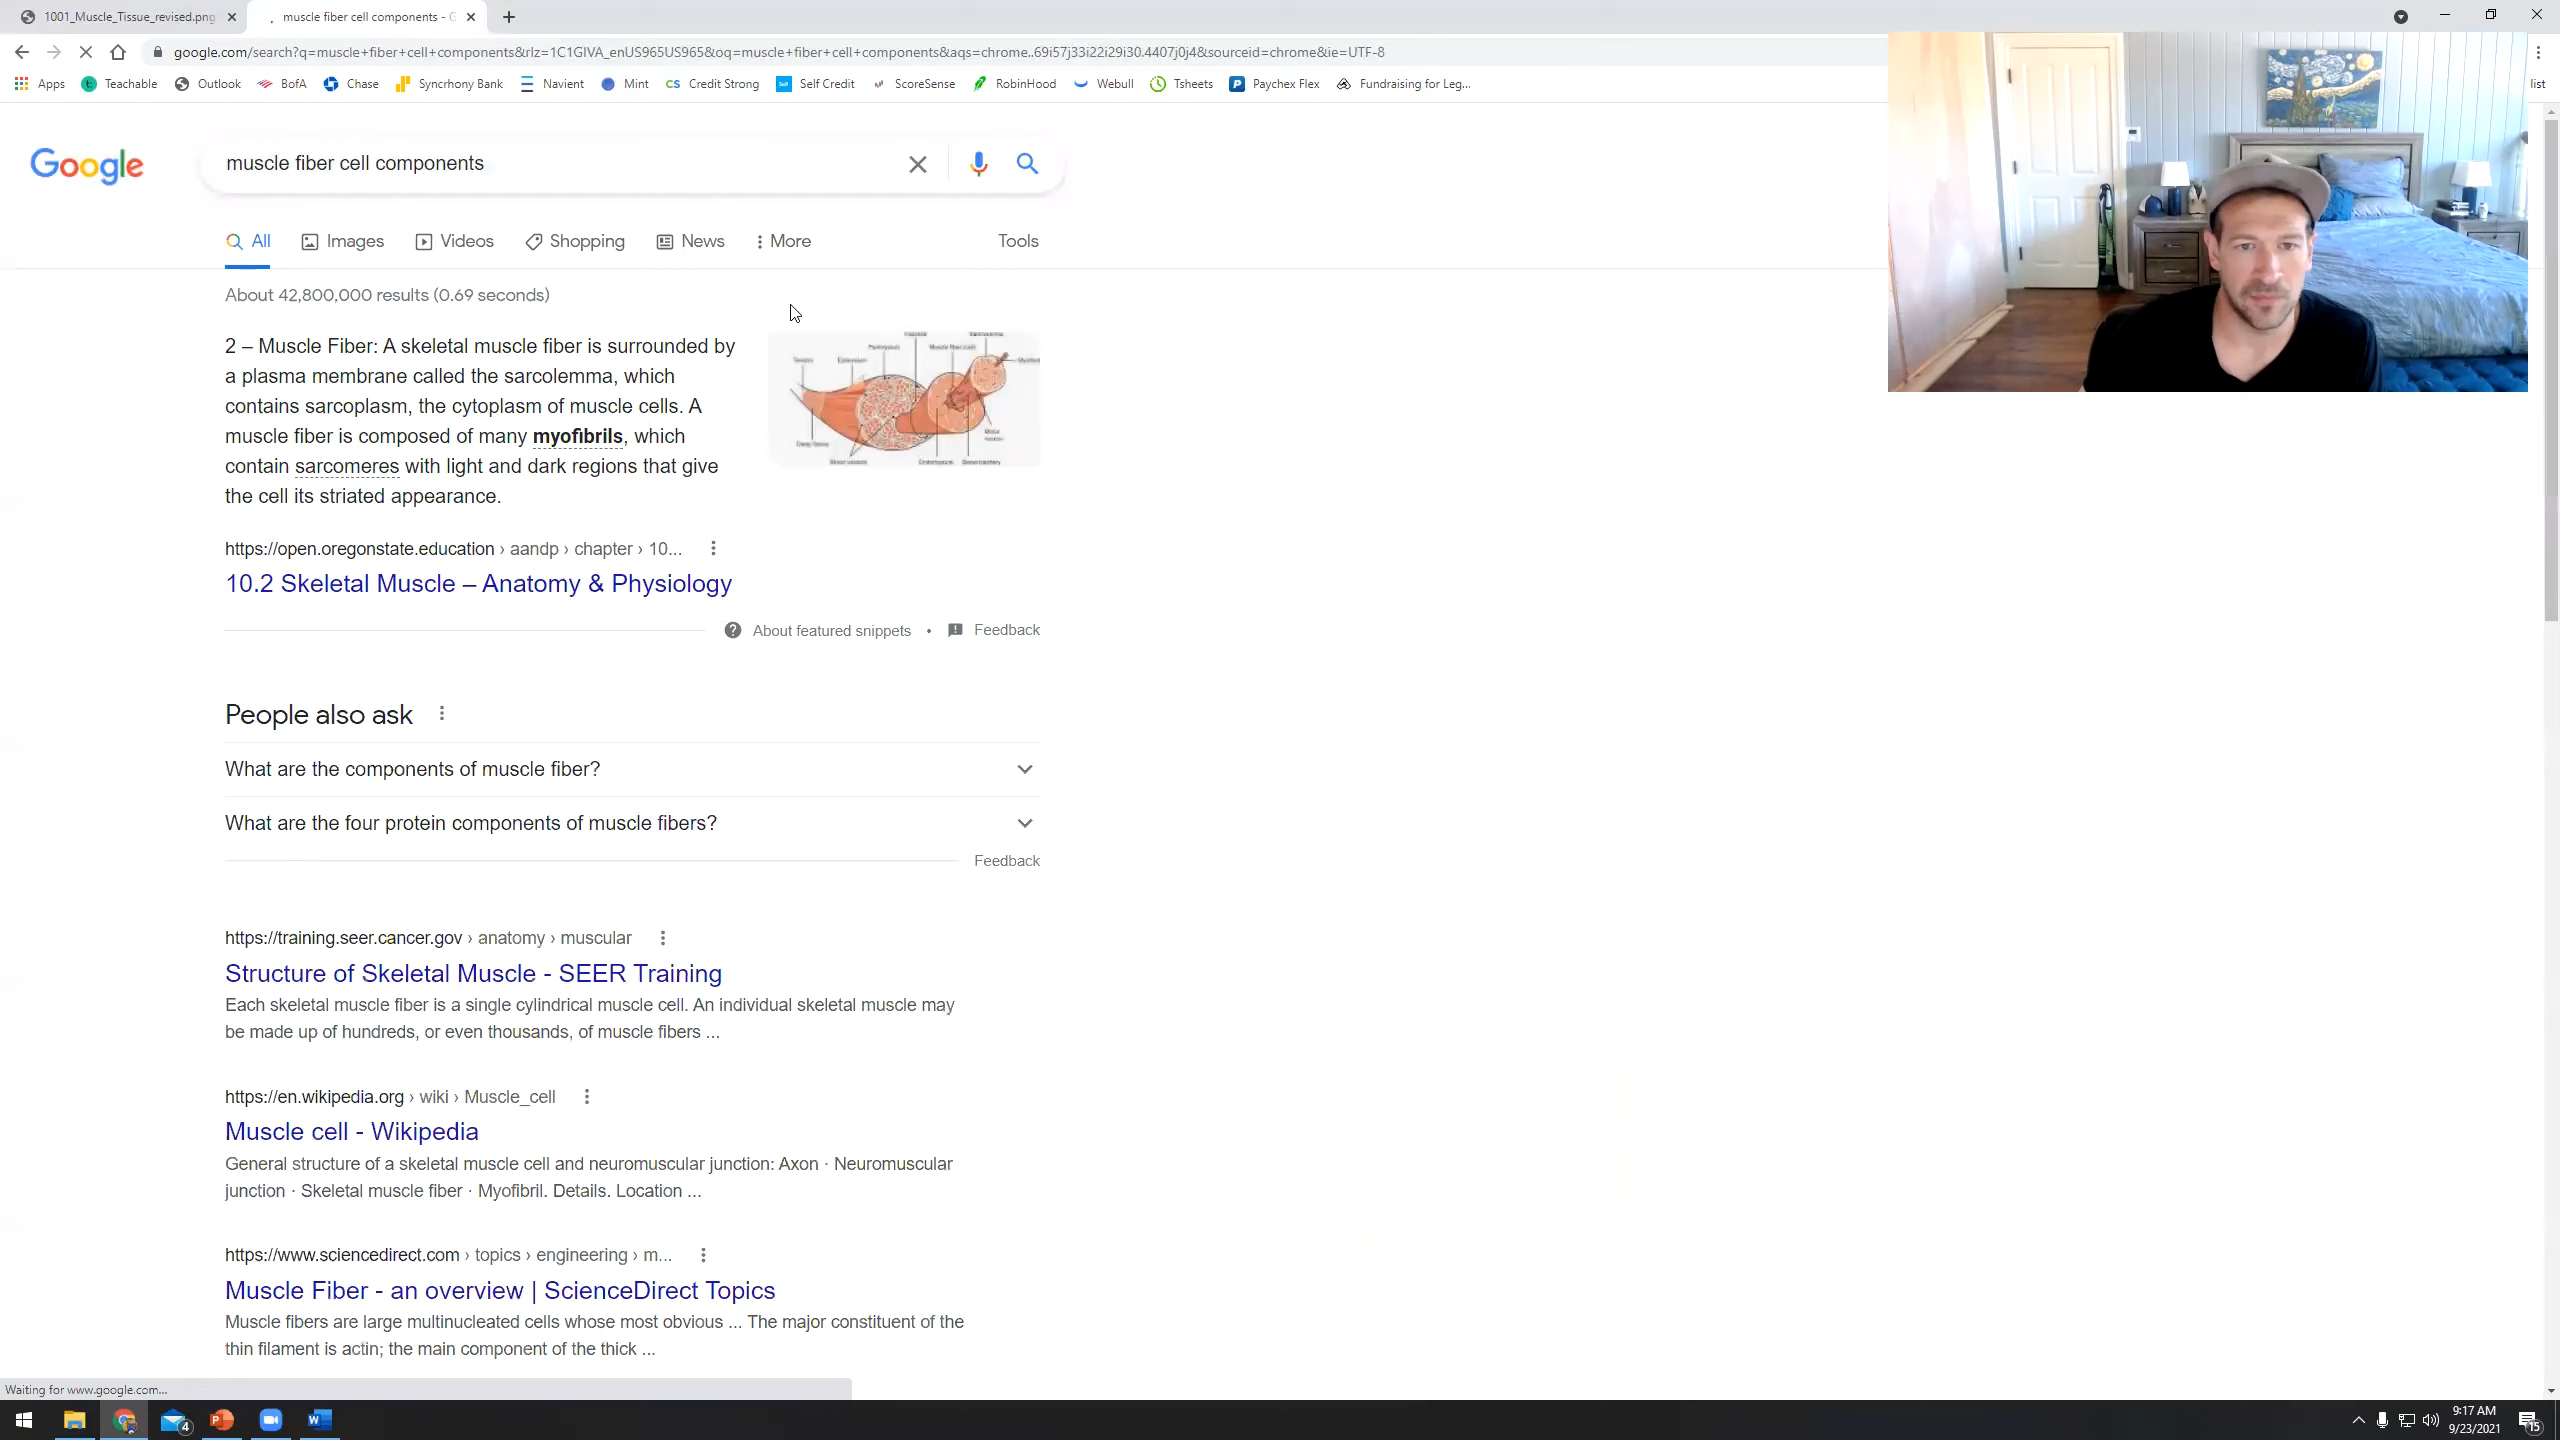 1001_Muscle_Tissue_revised.png
muscle fiber cell components - G
google.com/search?q=muscle+fiber+cell+components&rlz=1C1GIVA_enUS965US965&oq=muscle+fiber+cell+components&aqs=chrome..69i57j33i22i29i30.4407j0j4&sourceid=chrome&ie=UTF-8
Apps Teachable Outlook BofA Chase Syncrhony Bank Navient Mint CS Credit Strong Self Credit ScoreSense RobinHood Webull Tsheets Paychex Flex Fundraising for Leg... list
Google muscle fiber cell components
All Images Videos Shopping News More Tools
About 42,800,000 results (0.69 seconds)
2 – Muscle Fiber: A skeletal muscle fiber is surrounded by
a plasma membrane called the sarcolemma, which
contains sarcoplasm, the cytoplasm of muscle cells. A
muscle fiber is composed of many myofibrils, which
contain sarcomeres with light and dark regions that give
the cell its striated appearance.
https://open.oregonstate.education › aandp › chapter › 10...
10.2 Skeletal Muscle – Anatomy & Physiology
About featured snippets • Feedback
People also ask
What are the components of muscle fiber?
What are the four protein components of muscle fibers?
Feedback
https://training.seer.cancer.gov › anatomy › muscular
Structure of Skeletal Muscle - SEER Training
Each skeletal muscle fiber is a single cylindrical muscle cell. An individual skeletal muscle may
be made up of hundreds, or even thousands, of muscle fibers ...
https://en.wikipedia.org › wiki › Muscle_cell
Muscle cell - Wikipedia
General structure of a skeletal muscle cell and neuromuscular junction: Axon · Neuromuscular
junction · Skeletal muscle fiber · Myofibril. Details. Location ...
https://www.sciencedirect.com › topics › engineering › m...
Muscle Fiber - an overview | ScienceDirect Topics
Muscle fibers are large multinucleated cells whose most obvious ... The major constituent of the
thin filament is actin; the main component of the thick ...
Waiting for www.google.com...
4
9:17 AM
9/23/2021
15